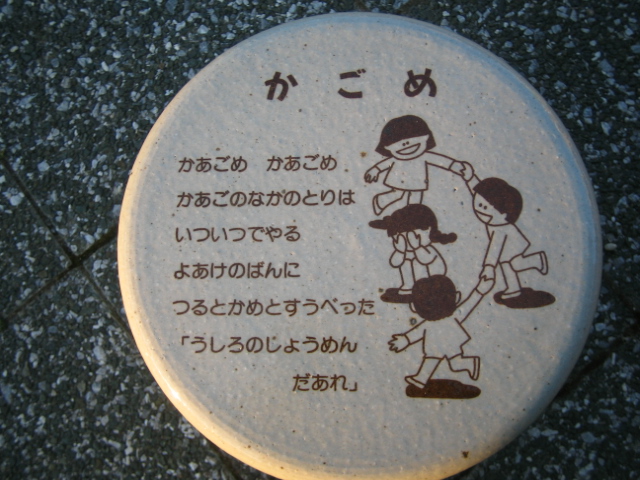 かごめ
かあごめ　かあごめ
かあごのなかのとりは
いついつでやる
よあけのばんに
つるとかめとすうべった
「うしろのじょうめん
だあれ」